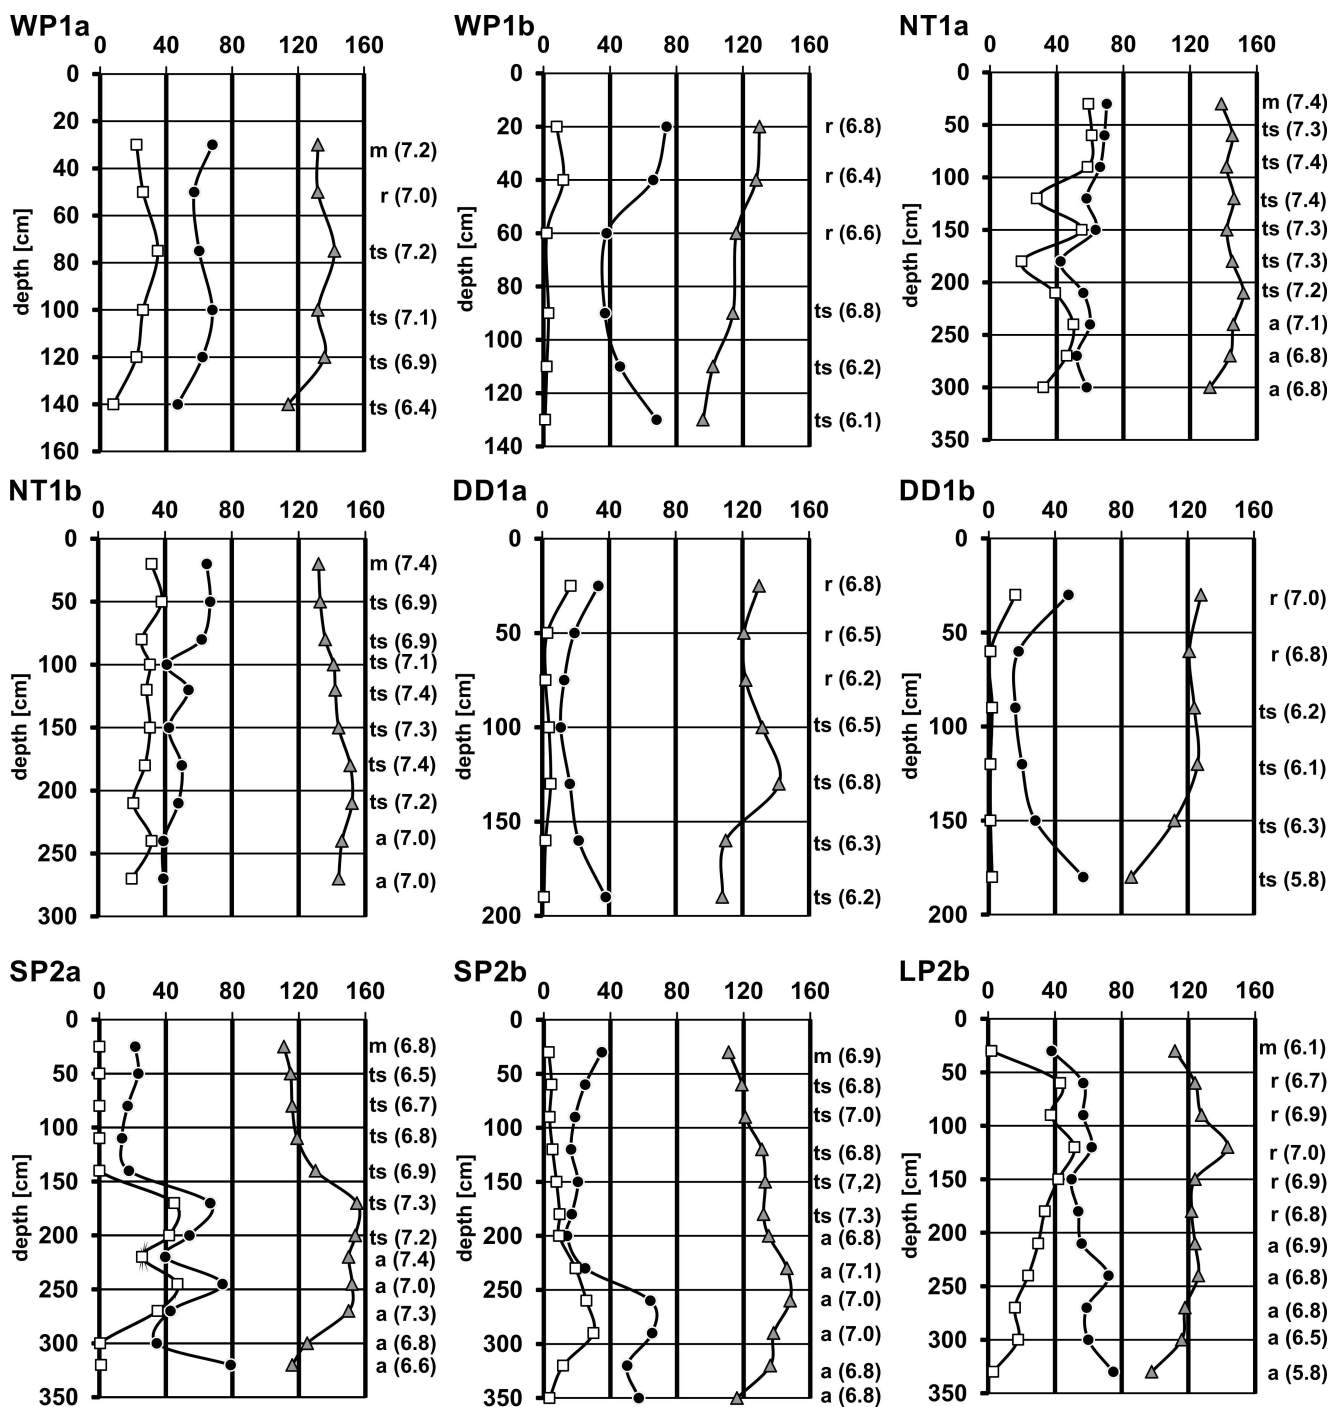 WP1a
0 40 80 120 160
0
20
40
60
80
100
120
140
160
depth [cm]
m (7.2)
r (7.0)
ts (7.2)
ts (7.1)
ts (6.9)
ts (6.4)
WP1b
0 40 80 120 160
0
20
40
60
80
100
120
140
depth [cm]
r (6.8)
r (6.4)
r (6.6)
ts (6.8)
ts (6.2)
ts (6.1)
NT1a
0 40 80 120 160
0
50
100
150
200
250
300
350
depth [cm]
m (7.4)
ts (7.3)
ts (7.4)
ts (7.4)
ts (7.3)
ts (7.3)
ts (7.2)
a (7.1)
a (6.8)
a (6.8)
NT1b
0 40 80 120 160
0
50
100
150
200
250
300
depth [cm]
m (7.4)
ts (6.9)
ts (6.9)
ts (7.1)
ts (7.4)
ts (7.3)
ts (7.4)
ts (7.2)
a (7.0)
a (7.0)
DD1a
0 40 80 120 160
0
50
100
150
200
depth [cm]
r (6.8)
r (6.5)
r (6.2)
ts (6.5)
ts (6.8)
ts (6.3)
ts (6.2)
DD1b
0 40 80 120 160
0
50
100
150
200
depth [cm]
r (7.0)
r (6.8)
ts (6.2)
ts (6.1)
ts (6.3)
ts (5.8)
SP2a
0 40 80 120 160
0
50
100
150
200
250
300
350
depth [cm]
m (6.8)
ts (6.5)
ts (6.7)
ts (6.8)
ts (6.9)
ts (7.3)
ts (7.2)
a (7.4)
a (7.0)
a (7.3)
a (6.8)
a (6.6)
SP2b
0 40 80 120 160
0
50
100
150
200
250
300
350
depth [cm]
m (6.9)
ts (6.8)
ts (7.0)
ts (6.8)
ts (7,2)
ts (7.3)
a (6.8)
a (7.1)
a (7.0)
a (7.0)
a (6.8)
a (6.8)
LP2b
0 40 80 120 160
0
50
100
150
200
250
300
350
depth [cm]
m (6.1)
r (6.7)
r (6.9)
r (7.0)
r (6.9)
r (6.8)
a (6.9)
a (6.8)
a (6.8)
a (6.5)
a (5.8)